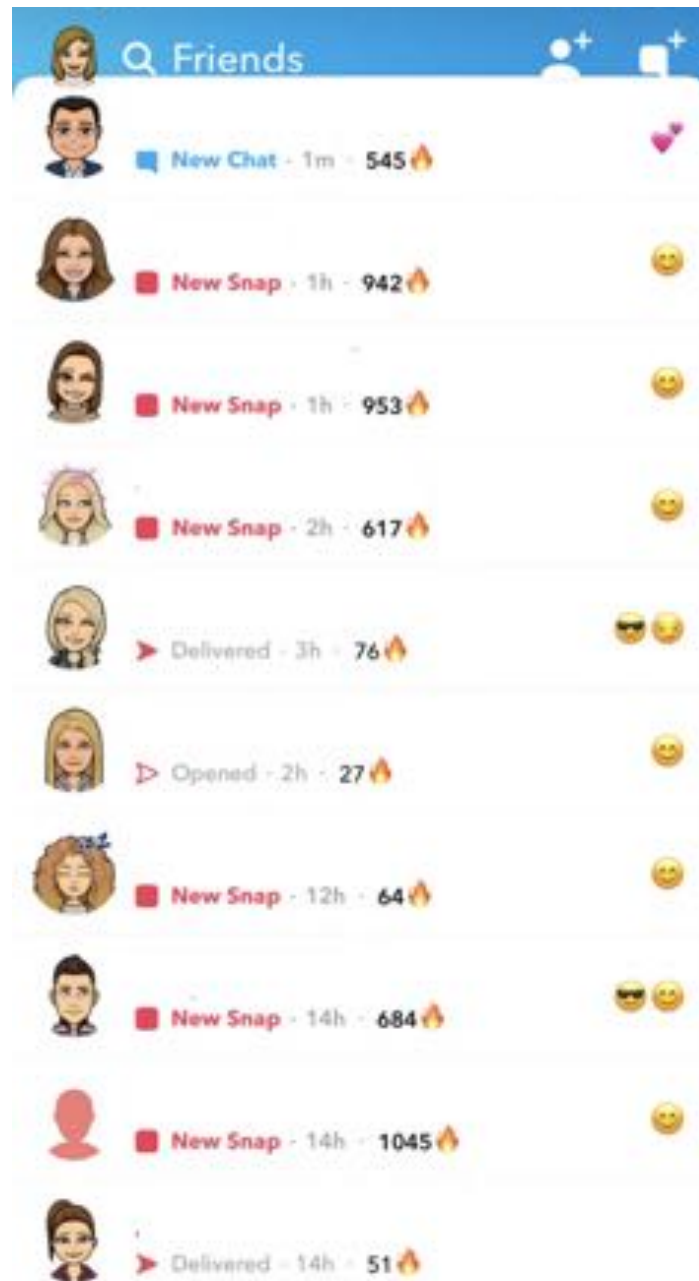 Friends
New Chat · 1m · 545🔥 💕
New Snap · 1h · 942🔥 😊
New Snap · 1h · 953🔥 😊
New Snap · 2h · 617🔥 😊
Delivered · 3h · 76🔥 😎😏
Opened · 2h · 27🔥 😊
New Snap · 12h · 64🔥 😊
New Snap · 14h · 684🔥 😎😊
New Snap · 14h · 1045🔥 😊
Delivered · 14h · 51🔥